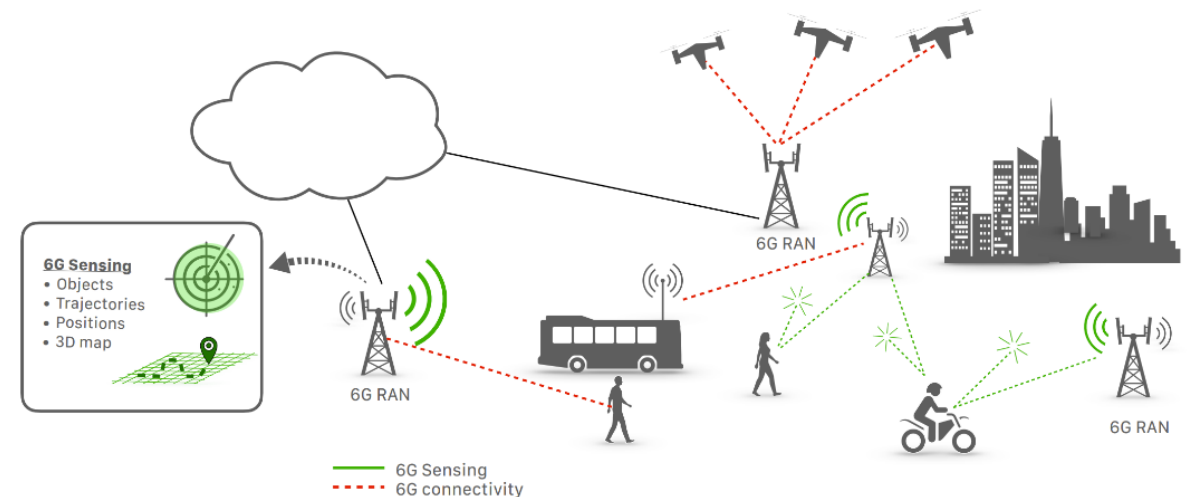 6G RAN
6G Sensing
• Objects
• Trajectories
• Positions
• 3D map
6G RAN
6G RAN
6G Sensing
6G connectivity